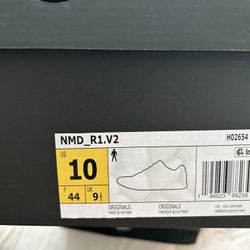 NMD_R1.V2
H02654
US
10
F
44
UK
9½
ORIGINALS
MADE IN VIETNAM
ORIGINALS
FABRIQUÉ AU VIETNAM